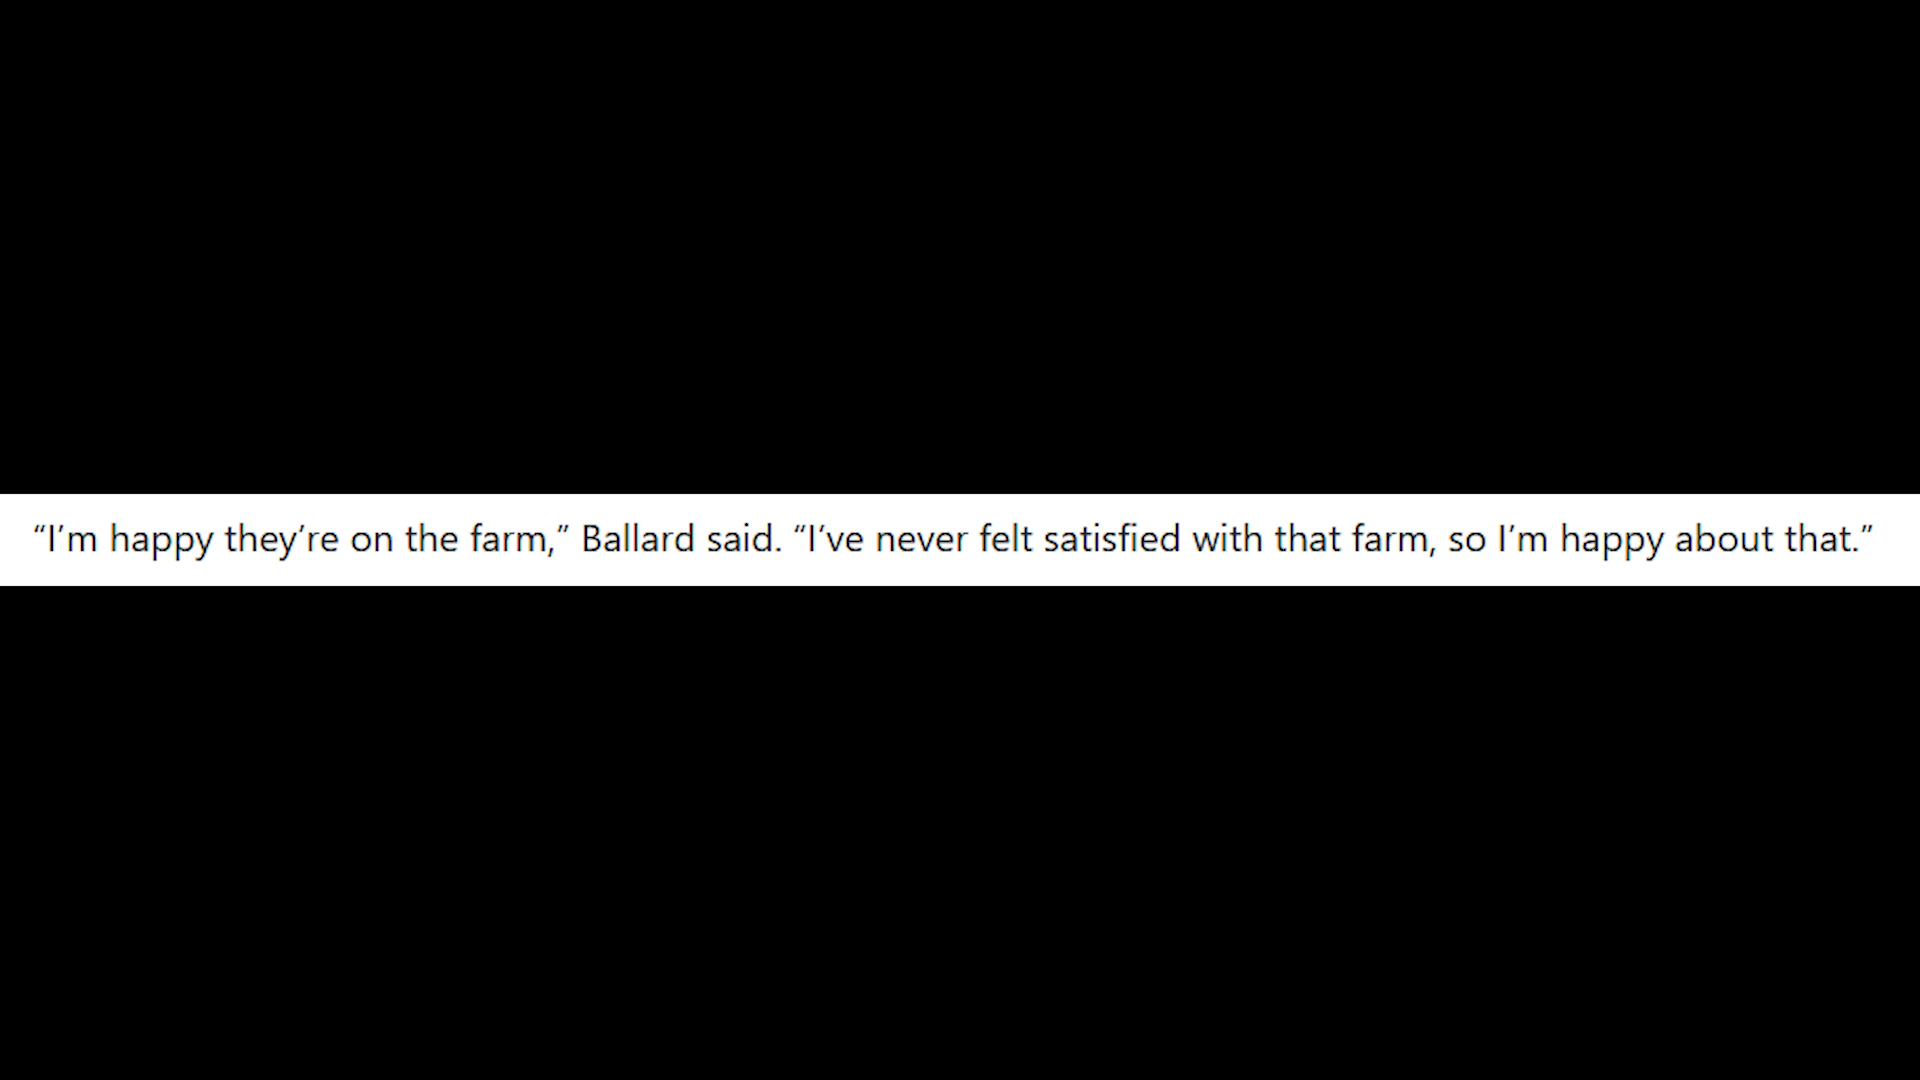 “I’m happy they’re on the farm,” Ballard said. “I’ve never felt satisfied with that farm, so I’m happy about that.”